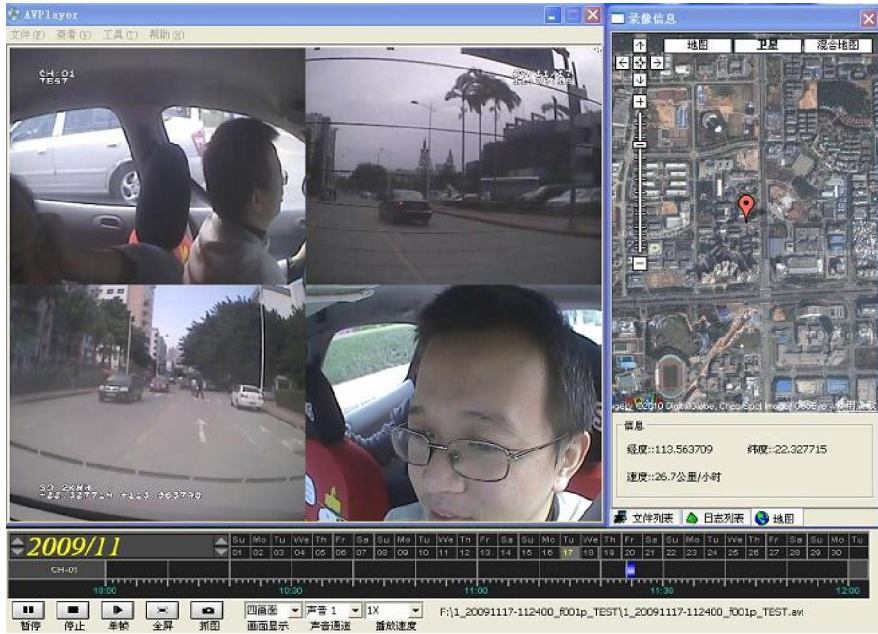 AVPlayer
文件(F) 查看(V) 工具(T) 帮助(H)
CH:01
TEST
+22.327714 +113.563748
录像信息
地图 卫星 混合地图
信息
经度::113.563709 纬度::22.327715
速度::26.7公里/小时
文件列表 日志列表 地图
2009/11
Su Mo Tu We Th Fr Sa Su Mo Tu We Th Fr Sa Su Mo Tu We Th Fr Sa Su Mo Tu We Th Fr Sa Su Mo Tu
01 02 03 04 05 06 07 08 09 10 11 12 13 14 15 16 17 18 19 20 21 22 23 24 25 26 27 28 29 30
CH-01
10:00 10:30 11:00 11:30 12:00
四画面 声音 1 1X F:\1_20091117-112400_f001p_TEST\1_20091117-112400_f001p_TEST.avi
暂停 停止 单帧 全屏 抓图 画面显示 声音通道 播放速度